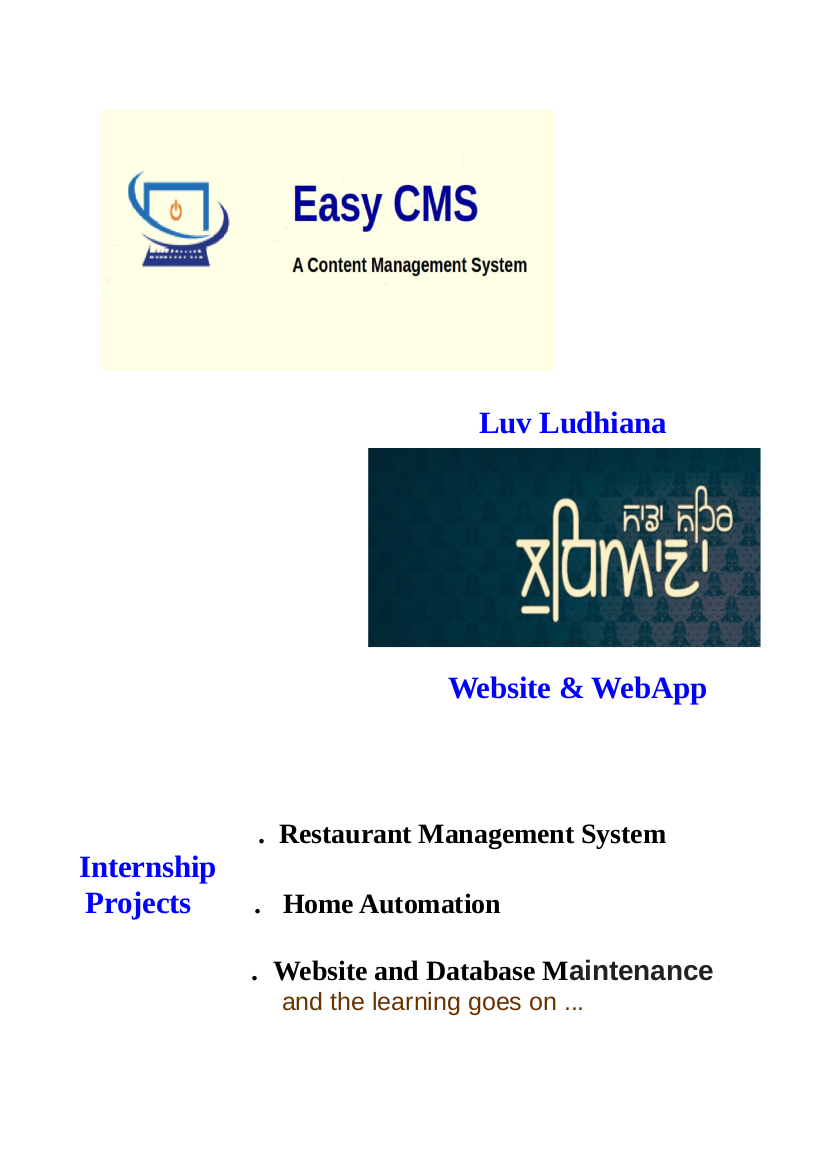 Easy CMS
A Content Management System
Luv Ludhiana
ਸਾਡਾ ਸ਼ਹਿਰ
ਲੁਧਿਆਣਾ
Website & WebApp
. Restaurant Management System
Internship
Projects
. Home Automation
. Website and Database Maintenance
and the learning goes on ...